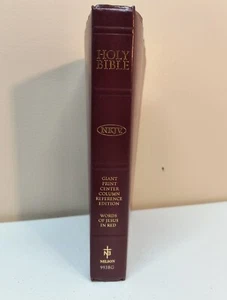 HOLY
BIBLE
NKJV
GIANT
PRINT
CENTER
COLUMN
REFERENCE
EDITION
WORDS
OF JESUS
IN RED
NELSON